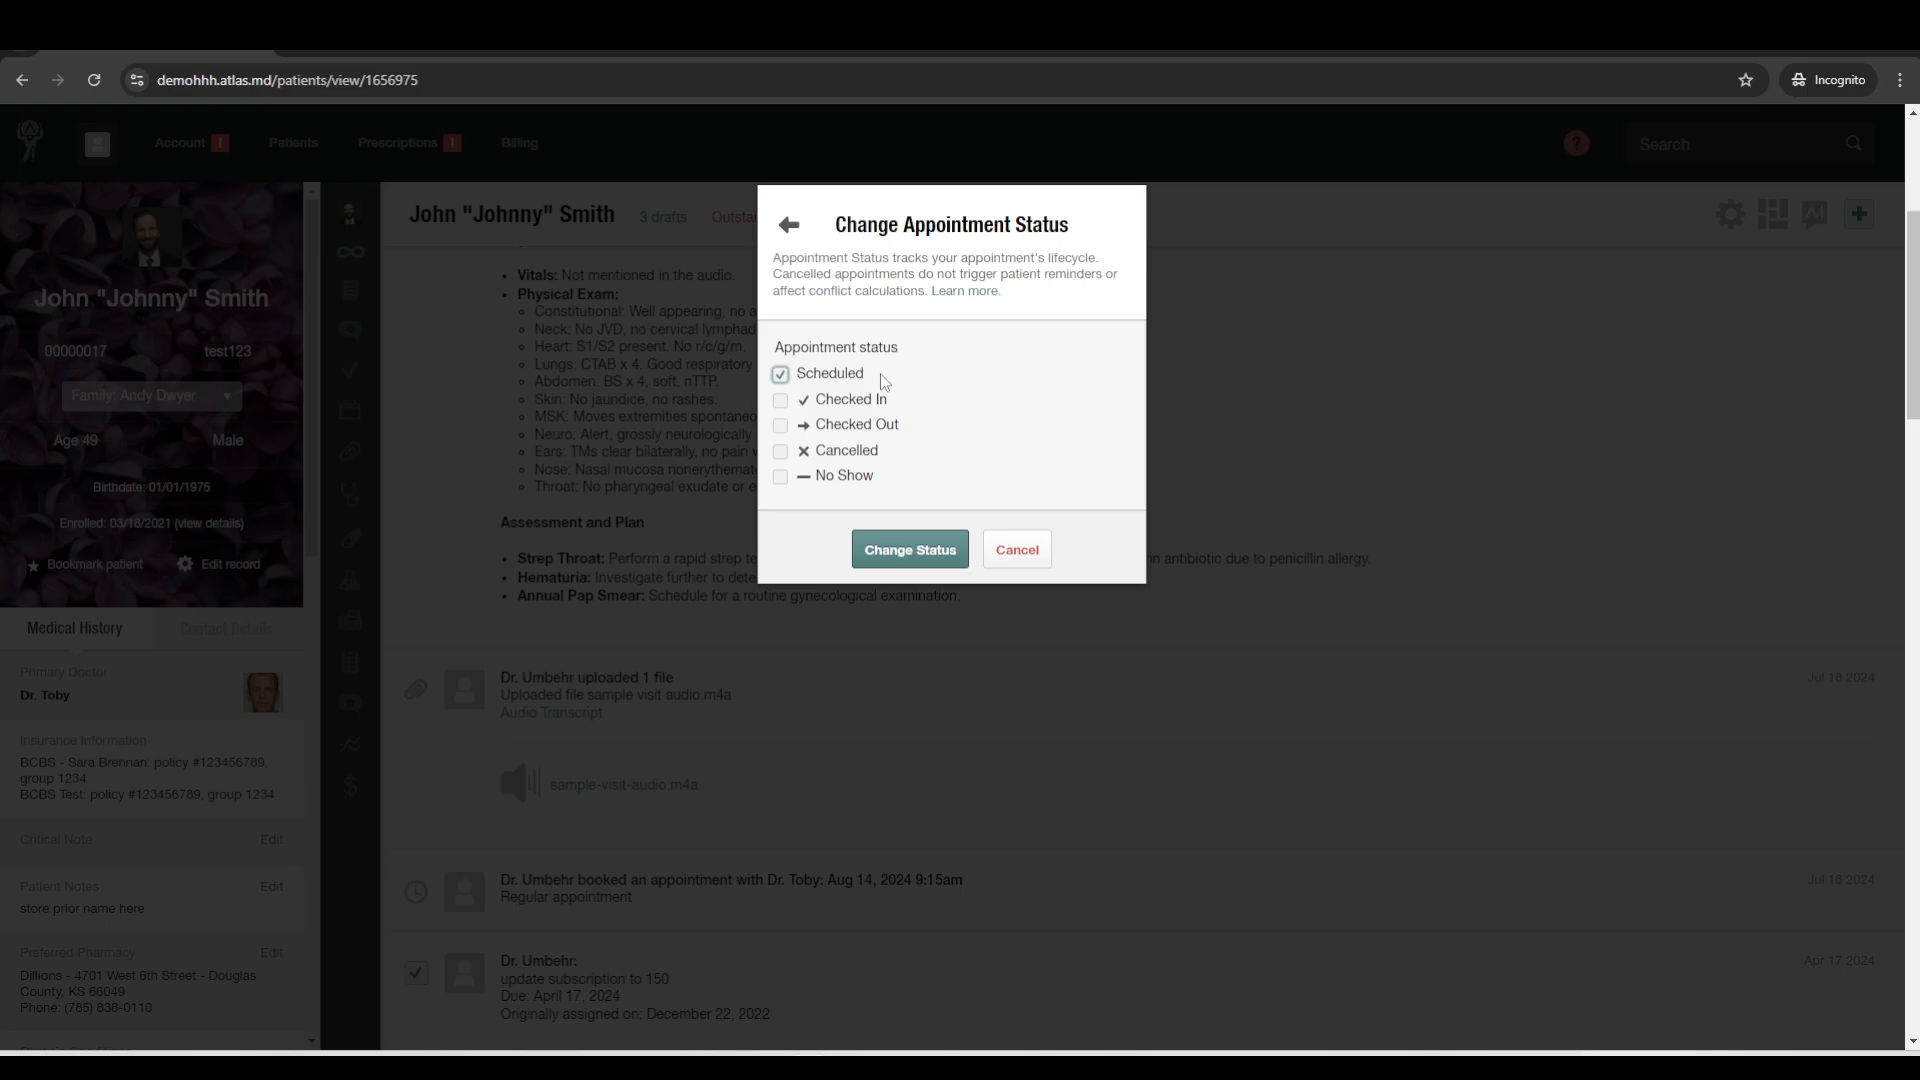 demohhh.atlas.md/patients/view/1656975
Incognito
Account !
Patients
Prescriptions !
Billing
?
Search
John "Johnny" Smith
00000017
test123
Family: Andy Dwyer
Age 49
Male
Birthdate: 01/01/1975
Enrolled: 03/18/2021 (view details)
Bookmark patient
Edit record
Medical History
Contact Details
Primary Doctor
Dr. Toby
Insurance Information
BCBS - Sara Brennan: policy #123456789,
group 1234
BCBS Test: policy #123456789, group 1234
Critical Note
Edit
Patient Notes
Edit
store prior name here
Preferred Pharmacy
Edit
Dillions - 4701 West 6th Street - Douglas
County, KS 66049
Phone: (785) 838-0110
John "Johnny" Smith
3 drafts
AI
Vitals: Not mentioned in the audio.
Physical Exam:
Constitutional: Well appearing, no
Neck: No JVD, no cervical
Heart: S1/S2 present. No r/c/g/m.
Lungs: CTAB x 4. Good respiratory
Abdomen: BS x 4, soft, nTTP.
Skin: No jaundice, no rashes.
MSK: Moves extremities
Neuro: Alert, grossly neurologically
Ears: TMs clear bilaterally, no pain
Nose: Nasal mucosa
Throat: No pharyngeal exudate or
Assessment and Plan
Strep Throat: Perform a rapid strep
antibiotic due to penicillin allergy.
Hematuria: Investigate further to
Annual Pap Smear: Schedule for a routine gynecological examination.
Change Appointment Status
Appointment Status tracks your appointment's lifecycle.
Cancelled appointments do not trigger patient reminders or
affect conflict calculations. Learn more.
Appointment status
Scheduled
Checked In
Checked Out
Cancelled
No Show
Change Status
Cancel
Dr. Umbehr uploaded 1 file
Jul 18 2024
Uploaded file sample visit audio.m4a
Audio Transcript
sample-visit-audio.m4a
Dr. Umbehr booked an appointment with Dr. Toby: Aug 14, 2024 9:15am
Jul 18 2024
Regular appointment
Dr. Umbehr:
Apr 17 2024
update subscription to 150
Due: April 17, 2024
Originally assigned on: December 22, 2022